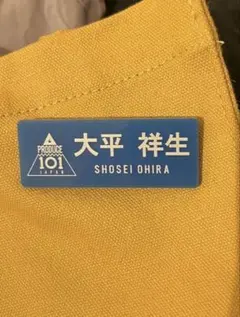 PRODUCE
101
JAPAN
大平 祥生
SHOSEI OHIRA